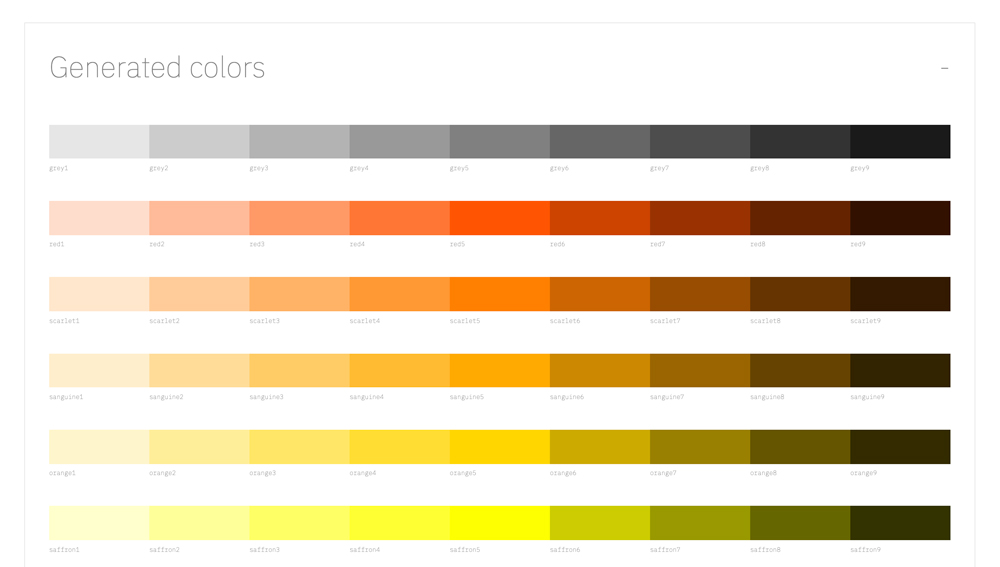 Generated colors
grey1 grey2 grey3 grey4 grey5 grey6 grey7 grey8 grey9
red1 red2 red3 red4 red5 red6 red7 red8 red9
scarlet1 scarlet2 scarlet3 scarlet4 scarlet5 scarlet6 scarlet7 scarlet8 scarlet9
sanguine1 sanguine2 sanguine3 sanguine4 sanguine5 sanguine6 sanguine7 sanguine8 sanguine9
orange1 orange2 orange3 orange4 orange5 orange6 orange7 orange8 orange9
saffron1 saffron2 saffron3 saffron4 saffron5 saffron6 saffron7 saffron8 saffron9